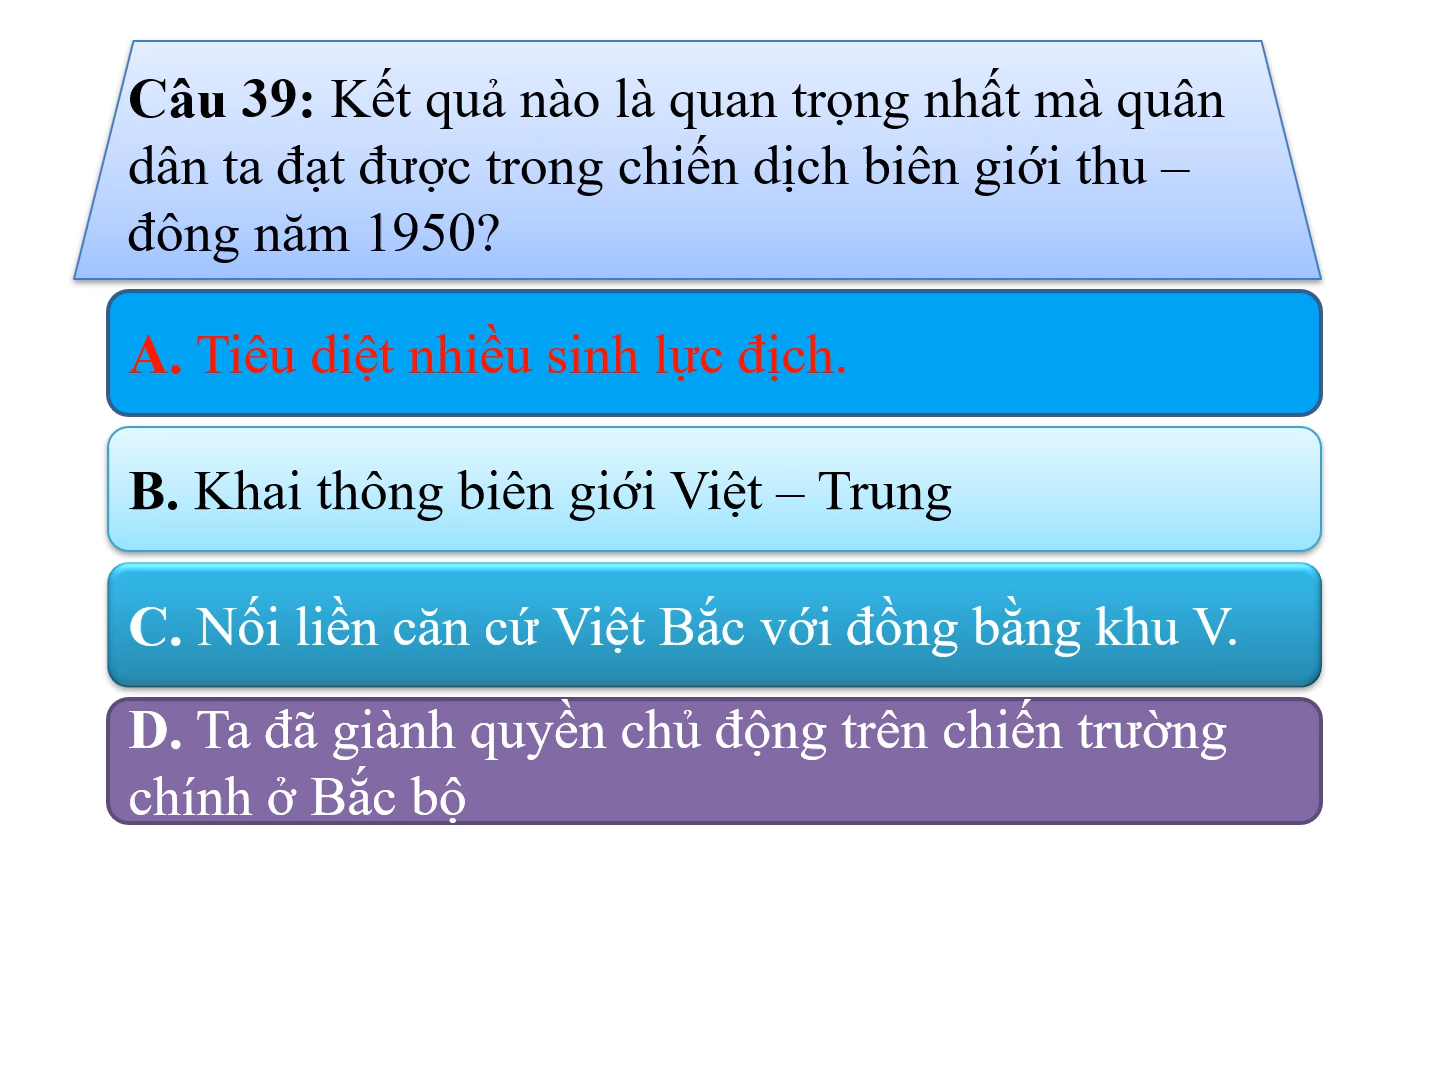 Câu 39: Kết quả nào là quan trọng nhất mà quân
dân ta đạt được trong chiến dịch biên giới thu –
đông năm 1950?
A. Tiêu diệt nhiều sinh lực địch.
B. Khai thông biên giới Việt – Trung
C. Nối liền căn cứ Việt Bắc với đồng bằng khu V.
D. Ta đã giành quyền chủ động trên chiến trường
chính ở Bắc bộ